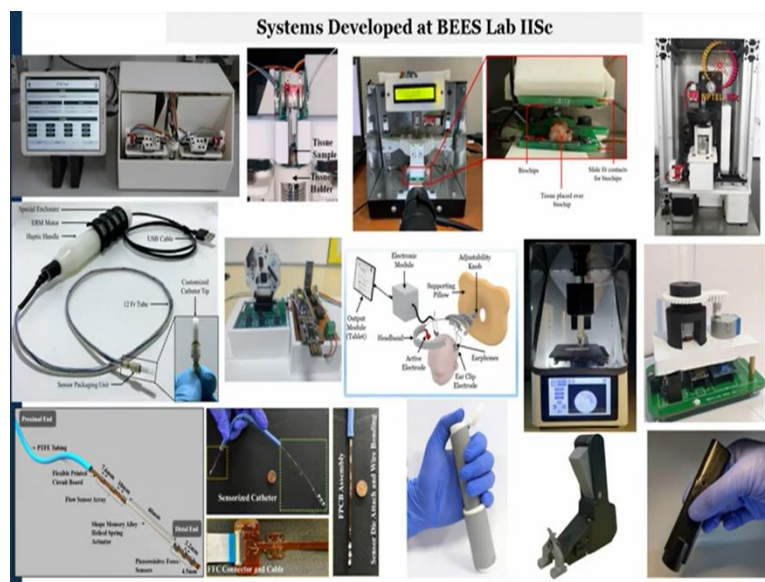 Systems Developed at BEES Lab IISc
NPTEL
Tissue
Sample
Tissue
Holder
Biochips
Tissue placed over
biochip
Slide fit contacts
for biochips
Special Enclosure
ERM Motor
Haptic Handle
USB Cable
12 Fr Tube
Customized
Catheter Tip
Sensor Packaging Unit
Electronic
Module
Adjustability
Knob
Supporting
Pillow
Output
Module
(Tablet)
Headband
Active
Electrode
Earphones
Ear Clip
Electrode
Proximal End
PTFE Tubing
Flexible Printed
Circuit Board
Flow Sensor Array
Shape Memory Alloy
Helical Spring
Actuator
Distal End
Piezoresistive Force
Sensors
4.5mm
Sensorized Catheter
FFC Connector and Cable
FPCB Assembly
Sensor Die Attach and Wire Bonding